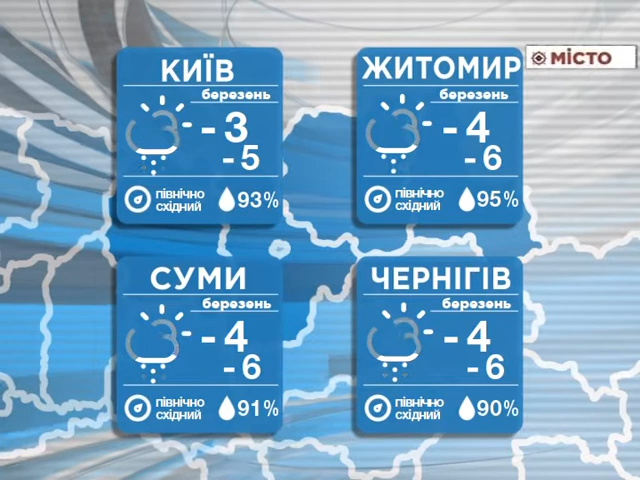 МІСТО
КИЇВ
березень
- 3
- 5
північно
східний
93%
ЖИТОМИР
березень
- 4
- 6
північно
східний
95%
СУМИ
березень
- 4
- 6
північно
східний
91%
ЧЕРНІГІВ
березень
- 4
- 6
північно
східний
90%